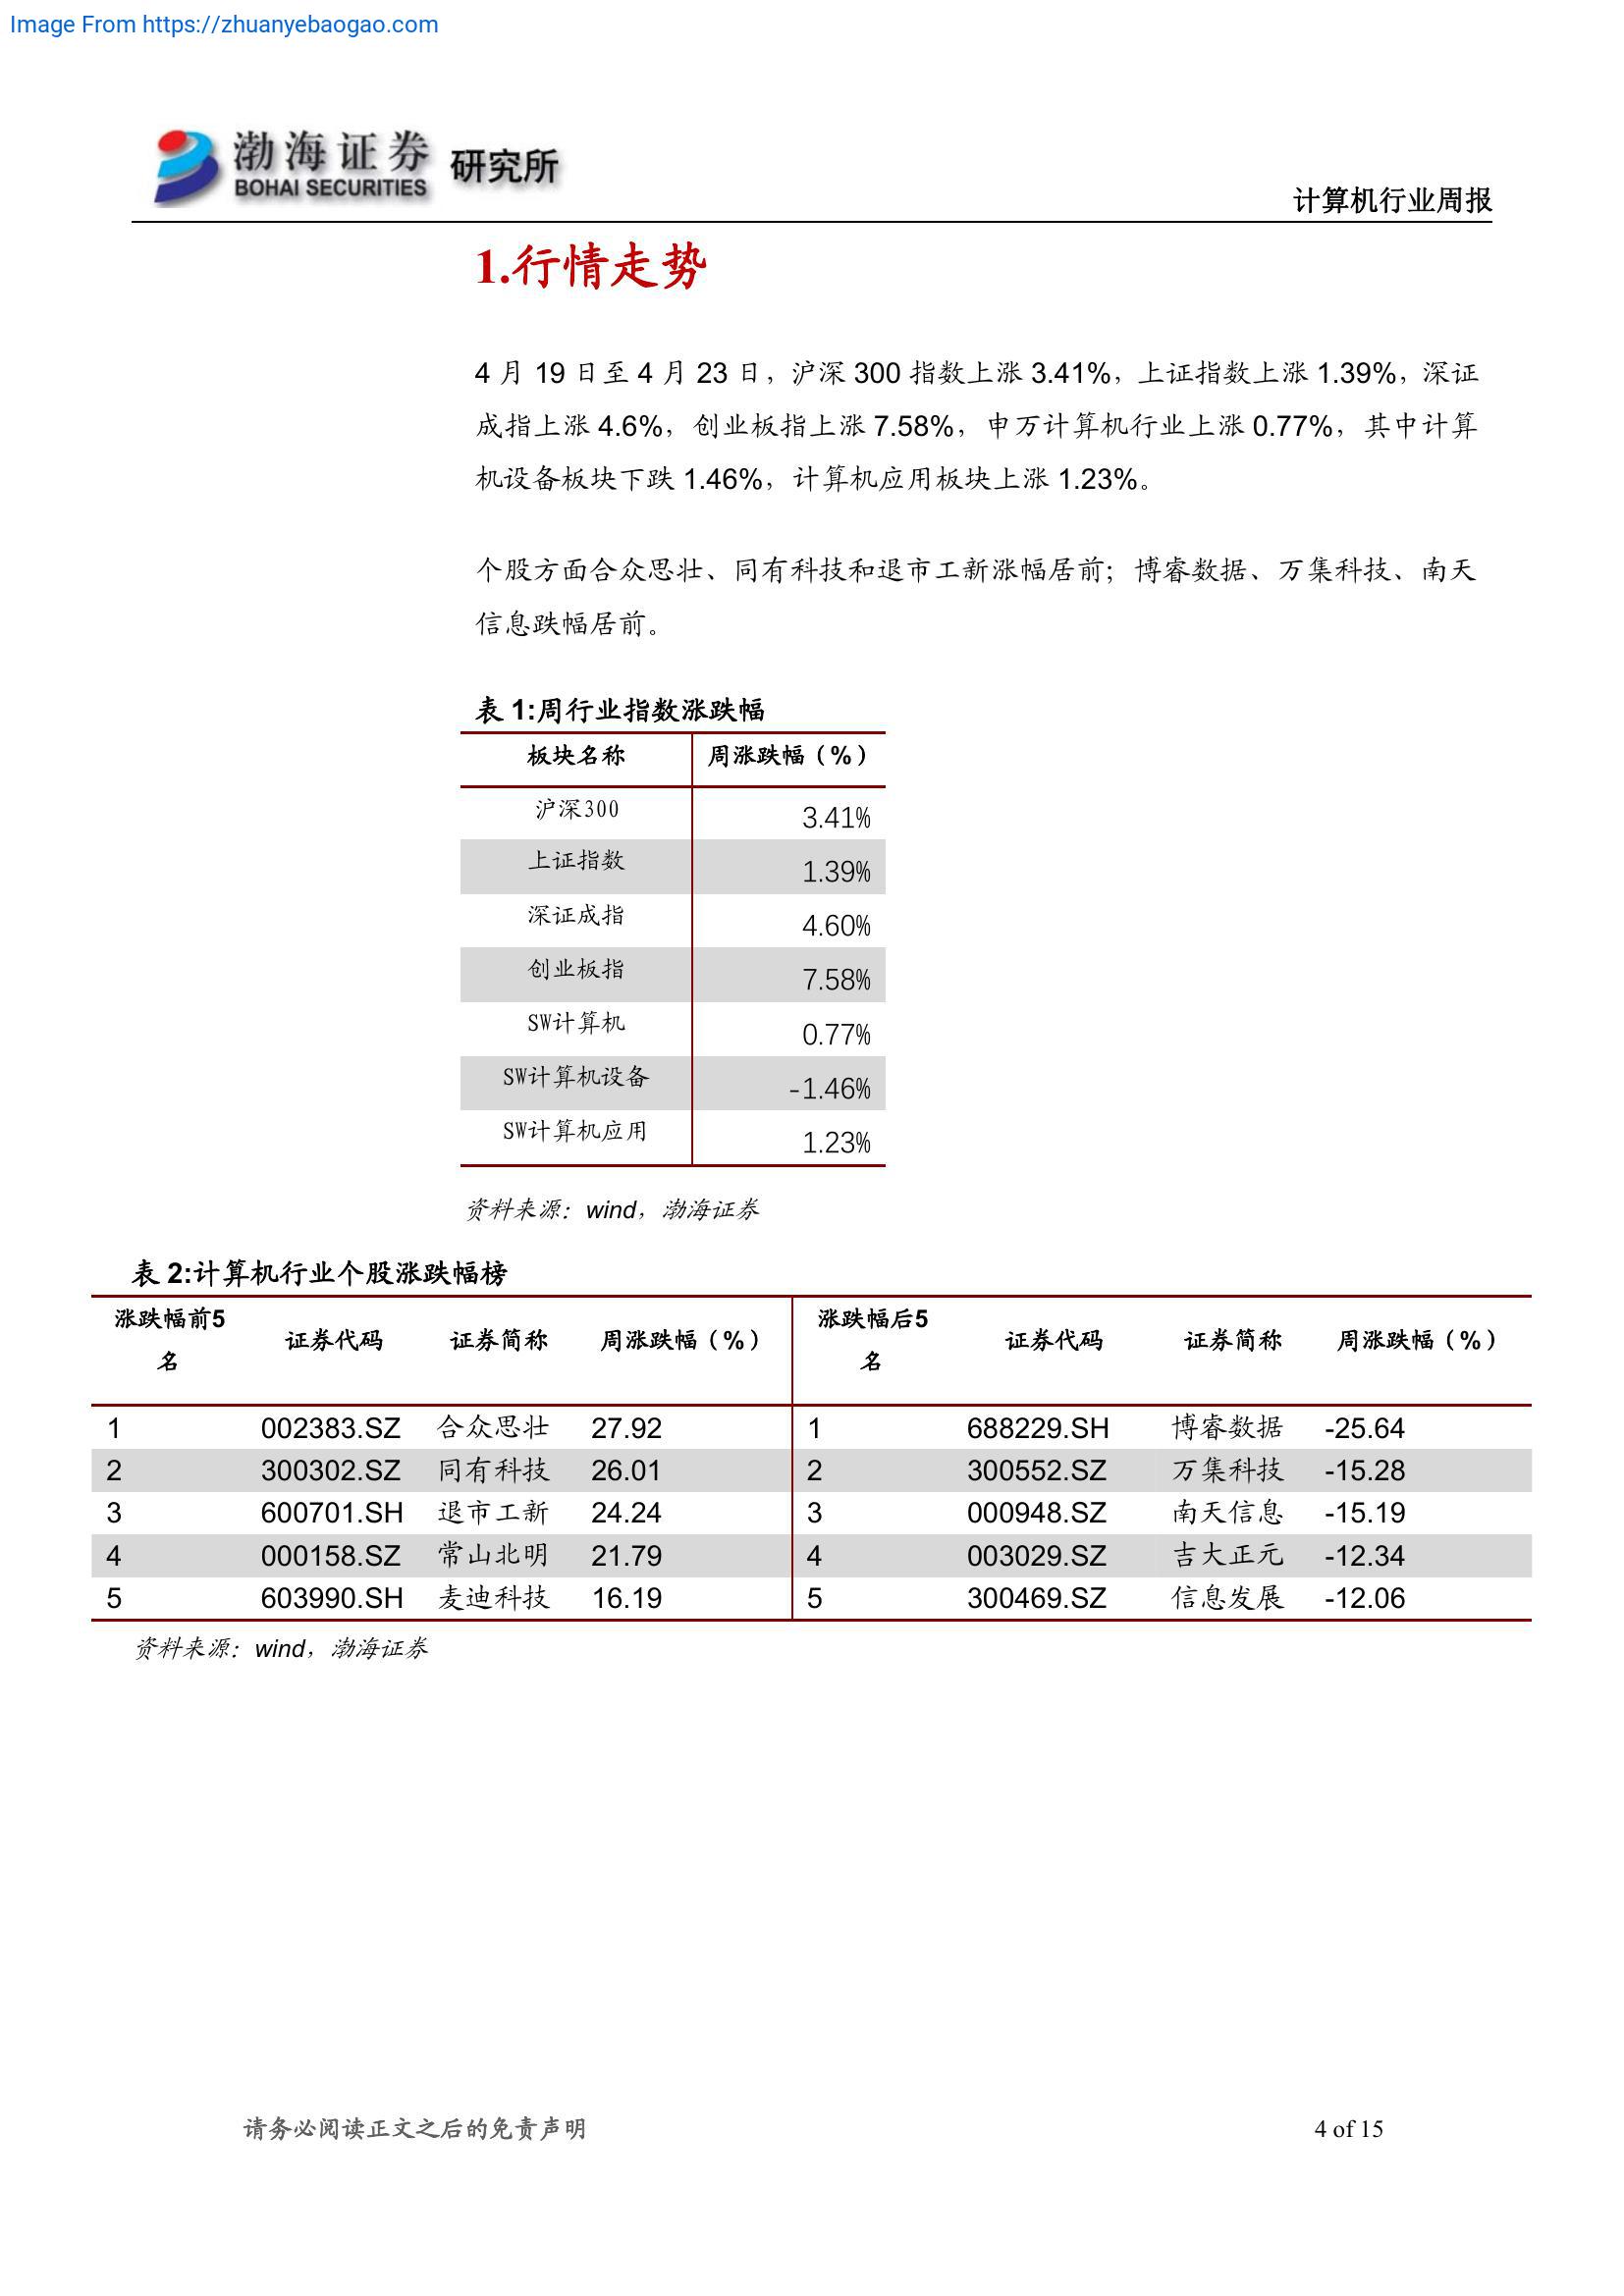 Image From https://zhuanyebaogao.com
渤海证券 研究所
BOHAI SECURITIES
计算机行业周报
1.行情走势
4 月 19 日至 4 月 23 日，沪深 300 指数上涨 3.41%，上证指数上涨 1.39%，深证
成指上涨 4.6%，创业板指上涨 7.58%，申万计算机行业上涨 0.77%，其中计算
机设备板块下跌 1.46%，计算机应用板块上涨 1.23%。
个股方面合众思壮、同有科技和退市工新涨幅居前；博睿数据、万集科技、南天
信息跌幅居前。
表 1:周行业指数涨跌幅
板块名称 周涨跌幅（%）
沪深300 3.41%
上证指数 1.39%
深证成指 4.60%
创业板指 7.58%
SW计算机 0.77%
SW计算机设备 -1.46%
SW计算机应用 1.23%
资料来源：wind，渤海证券
表 2:计算机行业个股涨跌幅榜
涨跌幅前5名 证券代码 证券简称 周涨跌幅（%） 涨跌幅后5名 证券代码 证券简称 周涨跌幅（%）
1 002383.SZ 合众思壮 27.92 1 688229.SH 博睿数据 -25.64
2 300302.SZ 同有科技 26.01 2 300552.SZ 万集科技 -15.28
3 600701.SH 退市工新 24.24 3 000948.SZ 南天信息 -15.19
4 000158.SZ 常山北明 21.79 4 003029.SZ 吉大正元 -12.34
5 603990.SH 麦迪科技 16.19 5 300469.SZ 信息发展 -12.06
资料来源：wind，渤海证券
请务必阅读正文之后的免责声明 4 of 15